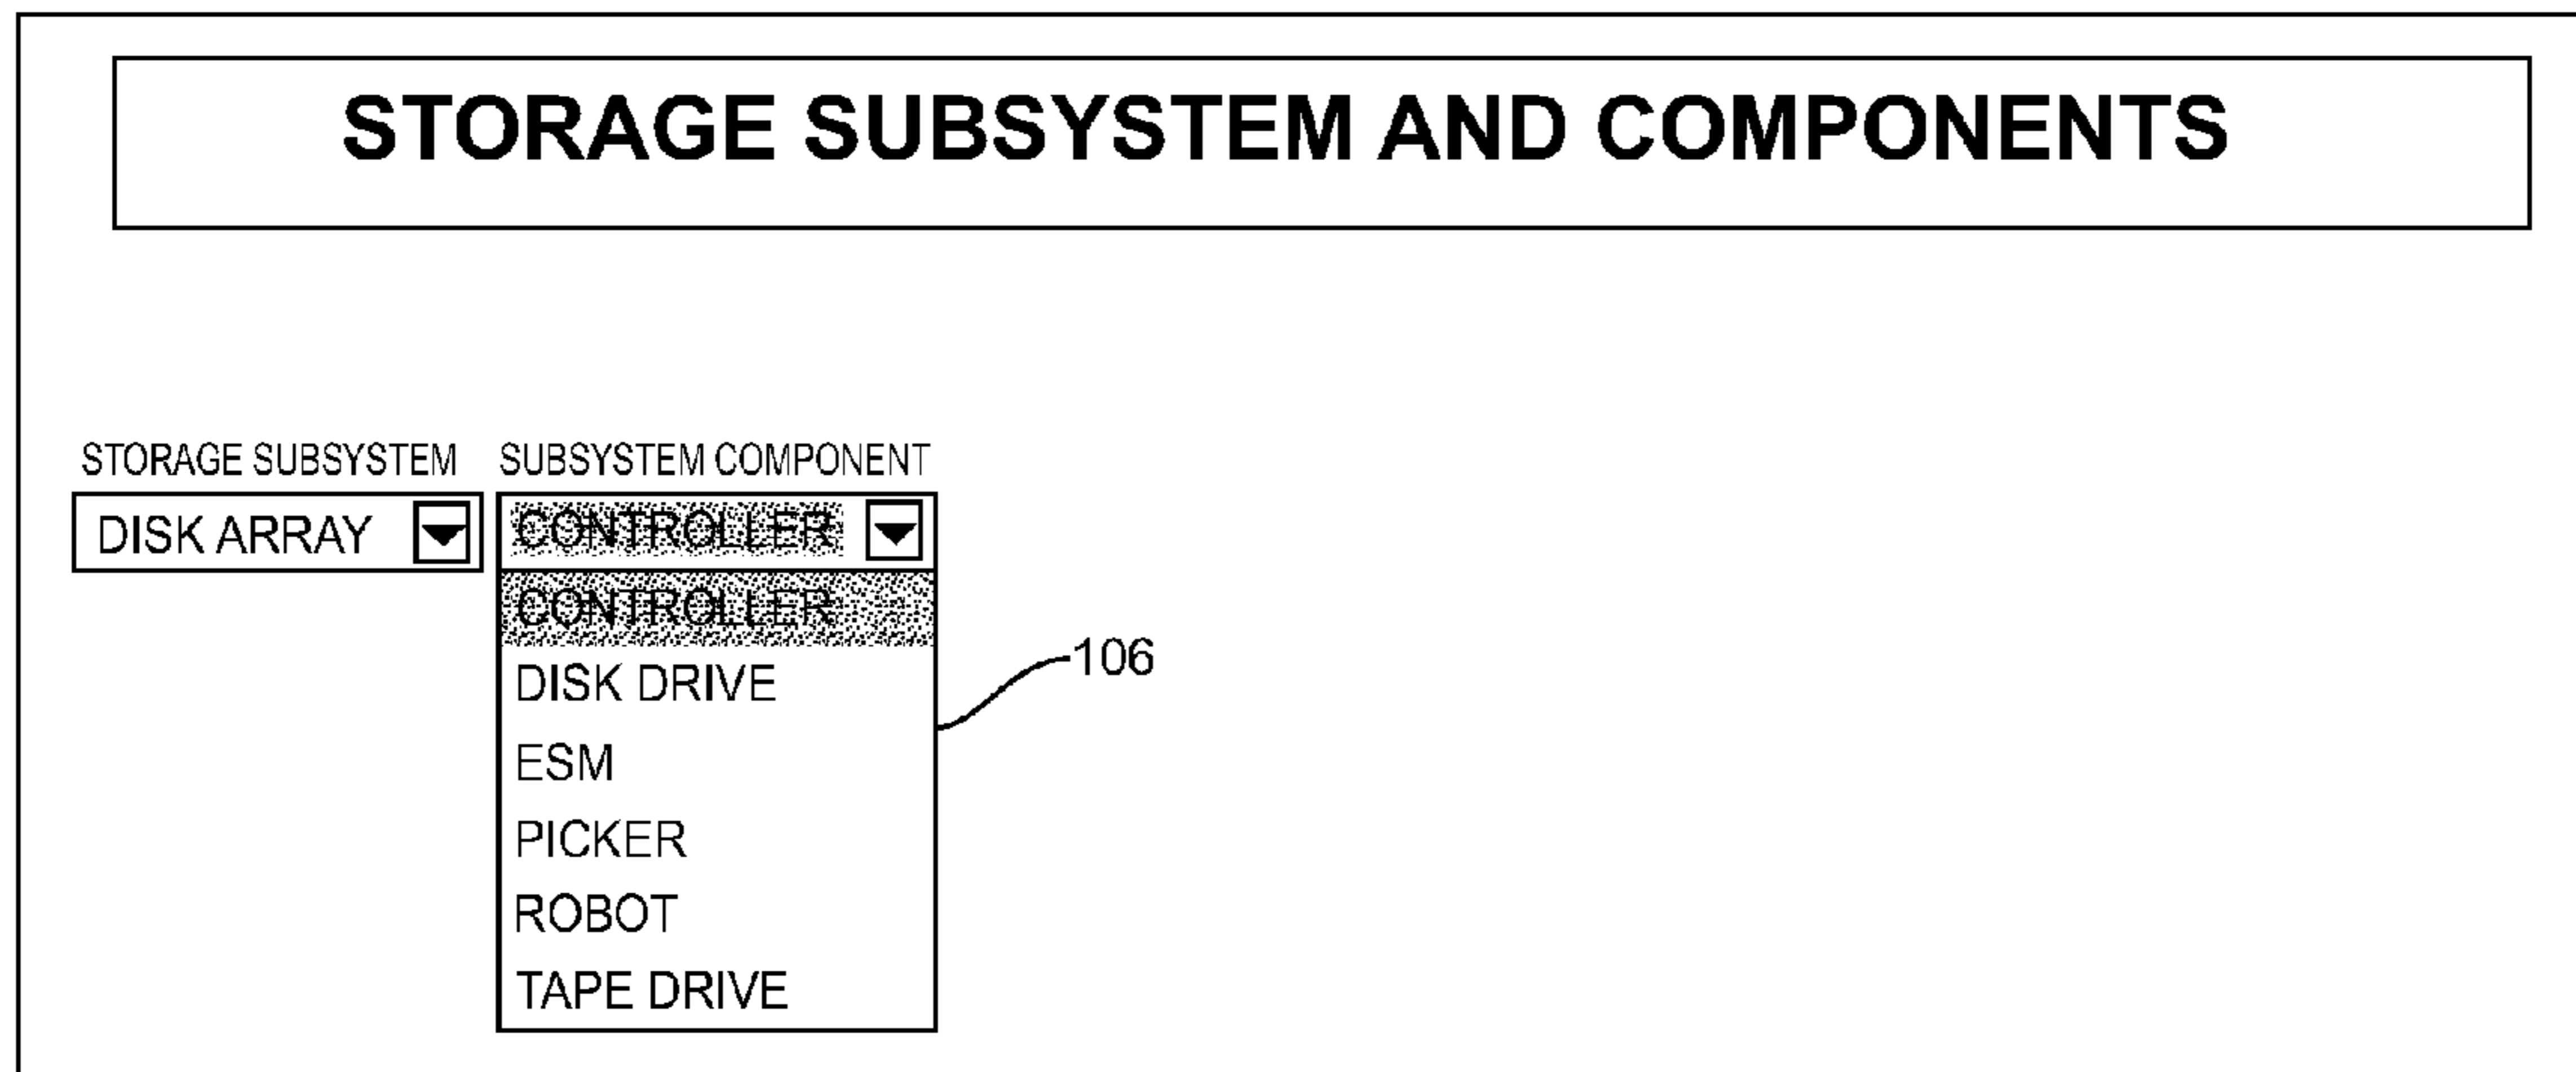 STORAGE SUBSYSTEM AND COMPONENTS
STORAGE SUBSYSTEM SUBSYSTEM COMPONENT
DISK ARRAY CONTROLLER
CONTROLLER
DISK DRIVE
106
ESM
PICKER
ROBOT
TAPE DRIVE